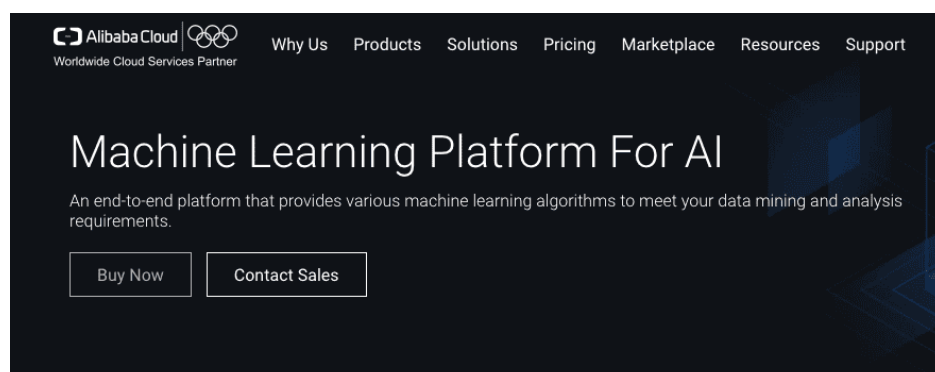 Alibaba Cloud
Worldwide Cloud Services Partner
Why Us Products Solutions Pricing Marketplace Resources Support
Machine Learning Platform For AI
An end-to-end platform that provides various machine learning algorithms to meet your data mining and analysis
requirements.
Buy Now Contact Sales